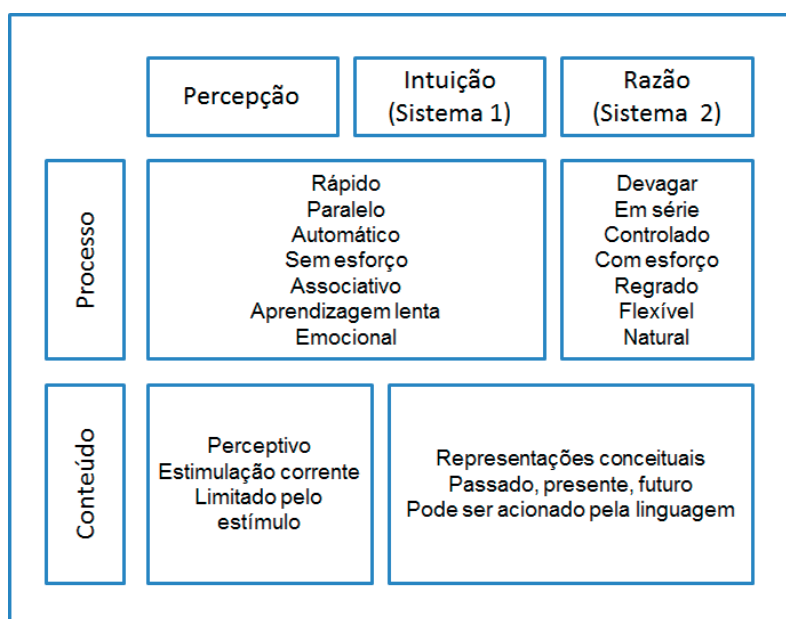 Percepção
Intuição
(Sistema 1)
Razão
(Sistema 2)
Processo
Rápido
Paralelo
Automático
Sem esforço
Associativo
Aprendizagem lenta
Emocional
Devagar
Em série
Controlado
Com esforço
Regrado
Flexível
Natural
Conteúdo
Perceptivo
Estimulação corrente
Limitado pelo
estímulo
Representações conceituais
Passado, presente, futuro
Pode ser acionado pela linguagem